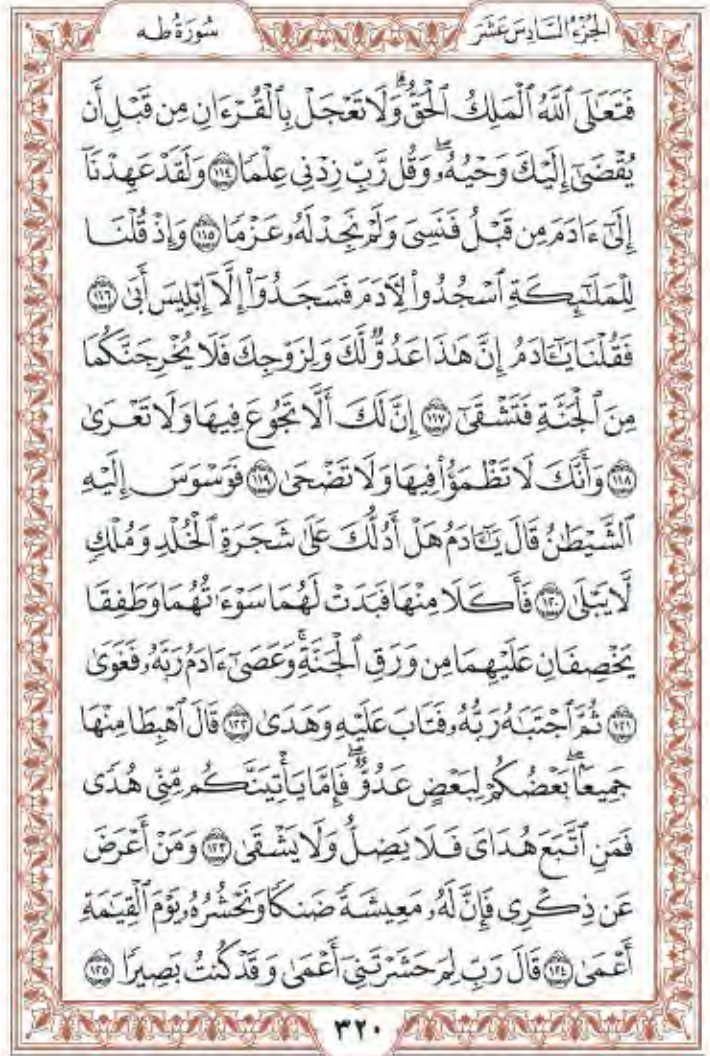 الجُزْءُ السَّادِسَ عَشَرَ
سُورَةُ طه
فَتَعَٰلَى ٱللَّهُ ٱلْمَلِكُ ٱلْحَقُّ ۗ وَلَا تَعْجَلْ بِٱلْقُرْءَانِ مِن قَبْلِ أَن
يُقْضَىٰٓ إِلَيْكَ وَحْيُهُۥ ۖ وَقُل رَّبِّ زِدْنِى عِلْمًا ١١٤ وَلَقَدْ عَهِدْنَآ
إِلَىٰٓ ءَادَمَ مِن قَبْلُ فَنَسِىَ وَلَمْ نَجِدْ لَهُۥ عَزْمًا ١١٥ وَإِذْ قُلْنَا
لِلْمَلَٰٓئِكَةِ ٱسْجُدُوا۟ لِءَادَمَ فَسَجَدُوٓا۟ إِلَّآ إِبْلِيسَ أَبَىٰ ١١٦
فَقُلْنَا يَٰٓـَٔادَمُ إِنَّ هَٰذَا عَدُوٌّ لَّكَ وَلِزَوْجِكَ فَلَا يُخْرِجَنَّكُمَا
مِنَ ٱلْجَنَّةِ فَتَشْقَىٰٓ ١١٧ إِنَّ لَكَ أَلَّا تَجُوعَ فِيهَا وَلَا تَعْرَىٰ
١١٨ وَأَنَّكَ لَا تَظْمَؤُا۟ فِيهَا وَلَا تَضْحَىٰ ١١٩ فَوَسْوَسَ إِلَيْهِ
ٱلشَّيْطَٰنُ قَالَ يَٰٓـَٔادَمُ هَلْ أَدُلُّكَ عَلَىٰ شَجَرَةِ ٱلْخُلْدِ وَمُلْكٍ
لَّا يَبْلَىٰ ١٢٠ فَأَكَلَا مِنْهَا فَبَدَتْ لَهُمَا سَوْءَٰتُهُمَا وَطَفِقَا
يَخْصِفَانِ عَلَيْهِمَا مِن وَرَقِ ٱلْجَنَّةِ ۚ وَعَصَىٰٓ ءَادَمُ رَبَّهُۥ فَغَوَىٰ
١٢١ ثُمَّ ٱجْتَبَٰهُ رَبُّهُۥ فَتَابَ عَلَيْهِ وَهَدَىٰ ١٢٢ قَالَ ٱهْبِطَا مِنْهَا
جَمِيعًۢا ۖ بَعْضُكُمْ لِبَعْضٍ عَدُوٌّ ۖ فَإِمَّا يَأْتِيَنَّكُم مِّنِّى هُدًى
فَمَنِ ٱتَّبَعَ هُدَاىَ فَلَا يَضِلُّ وَلَا يَشْقَىٰ ١٢٣ وَمَنْ أَعْرَضَ
عَن ذِكْرِى فَإِنَّ لَهُۥ مَعِيشَةً ضَنكًا وَنَحْشُرُهُۥ يَوْمَ ٱلْقِيَٰمَةِ
أَعْمَىٰ ١٢٤ قَالَ رَبِّ لِمَ حَشَرْتَنِىٓ أَعْمَىٰ وَقَدْ كُنتُ بَصِيرًا ١٢٥
٣٢٠